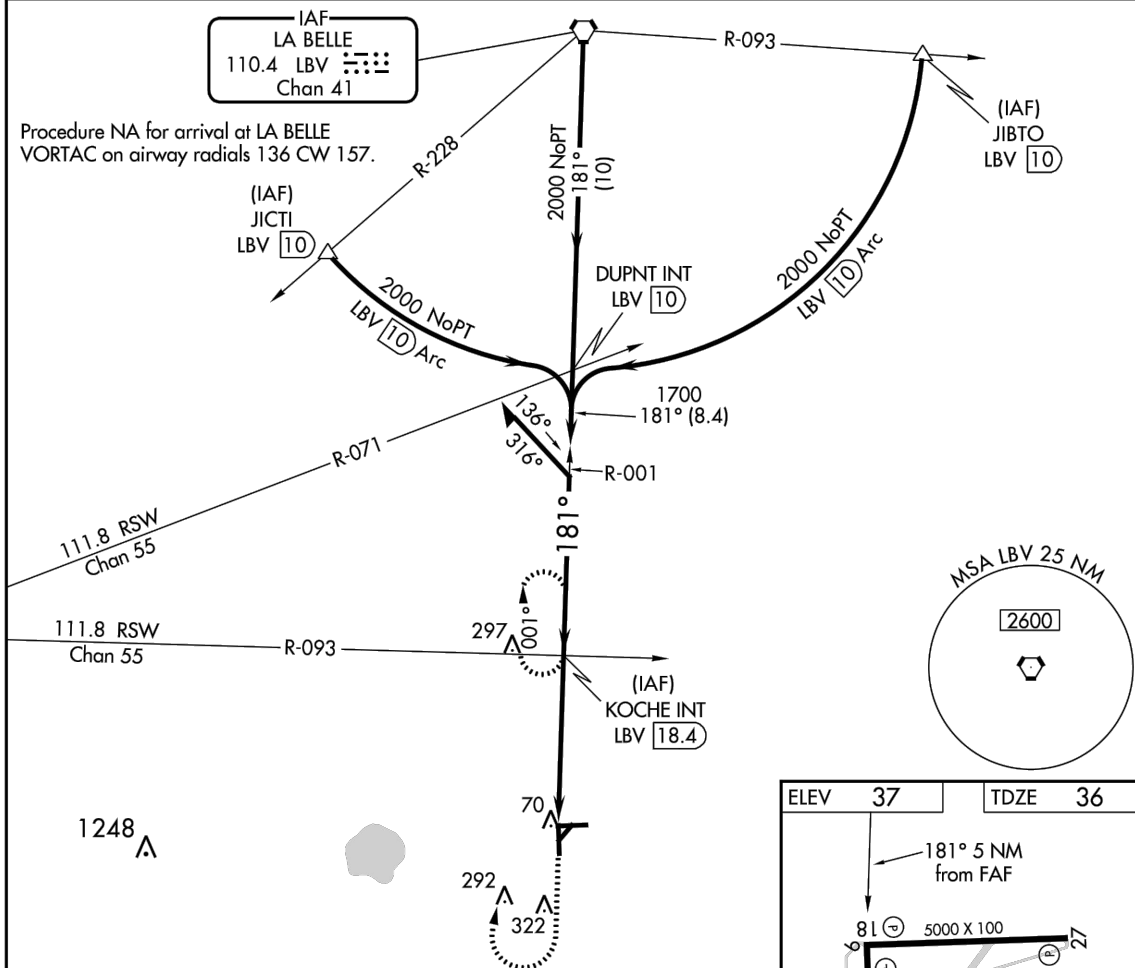 IAF
LA BELLE
110.4 LBV
Chan 41
R-093
(IAF)
JIBTO
LBV 10
Procedure NA for arrival at LA BELLE
VORTAC on airway radials 136 CW 157.
R-228
2000 NoPT
181°
(10)
(IAF)
JICTI
LBV 10
2000 NoPT
LBV 10 Arc
DUPNT INT
LBV 10
2000 NoPT
LBV 10 Arc
1700
181° (8.4)
136°
316°
R-071
R-001
181°
111.8 RSW
Chan 55
MSA LBV 25 NM
2600
001°
111.8 RSW
Chan 55
R-093
297
(IAF)
KOCHE INT
LBV 18.4
70
1248
292
322
ELEV 37
TDZE 36
181° 5 NM
from FAF
18 P
5000 X 100
9
27
P